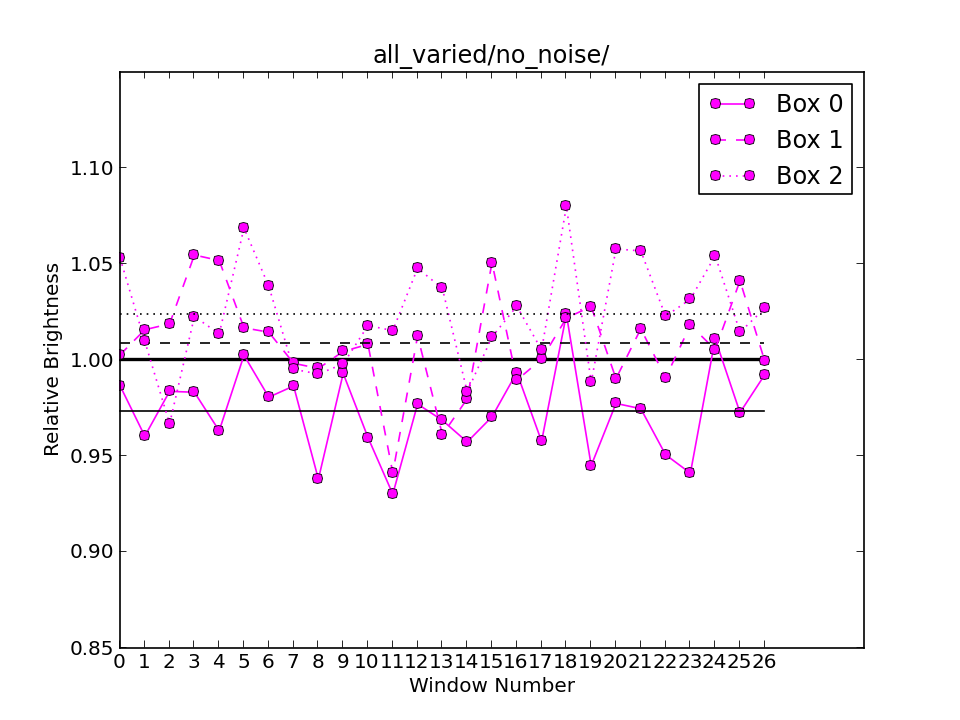 all_varied/no_noise/
Box 0
Box 1
Box 2
1.10
1.05
1.00
0.95
0.90
0.85
Relative Brightness
0 1 2 3 4 5 6 7 8 9 10 11 12 13 14 15 16 17 18 19 20 21 22 23 24 25 26
Window Number